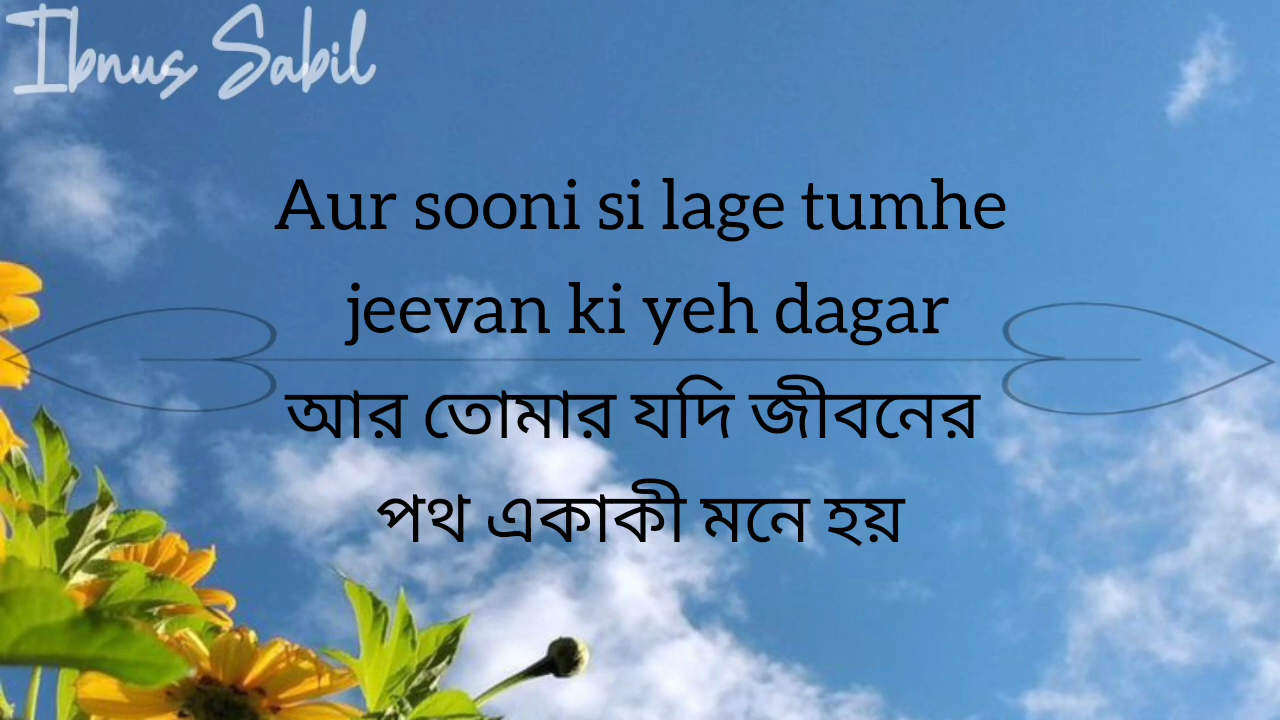 Ibnus Sabil
Aur sooni si lage tumhe
jeevan ki yeh dagar
আর তোমার যদি জীবনের
পথ একাকী মনে হয়